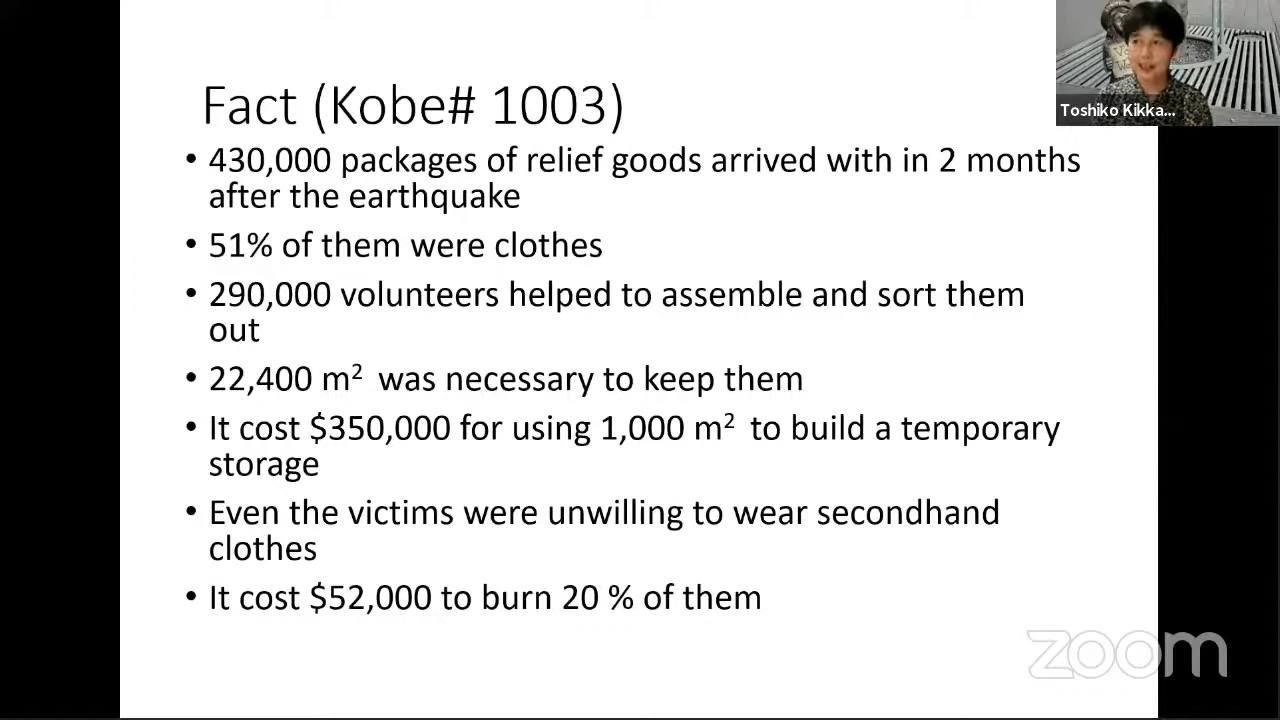 Fact (Kobe# 1003)
• 430,000 packages of relief goods arrived with in 2 months
after the earthquake
• 51% of them were clothes
• 290,000 volunteers helped to assemble and sort them
out
• 22,400 m² was necessary to keep them
• It cost $350,000 for using 1,000 m² to build a temporary
storage
• Even the victims were unwilling to wear secondhand
clothes
• It cost $52,000 to burn 20 % of them
Toshiko Kikka...
zoom